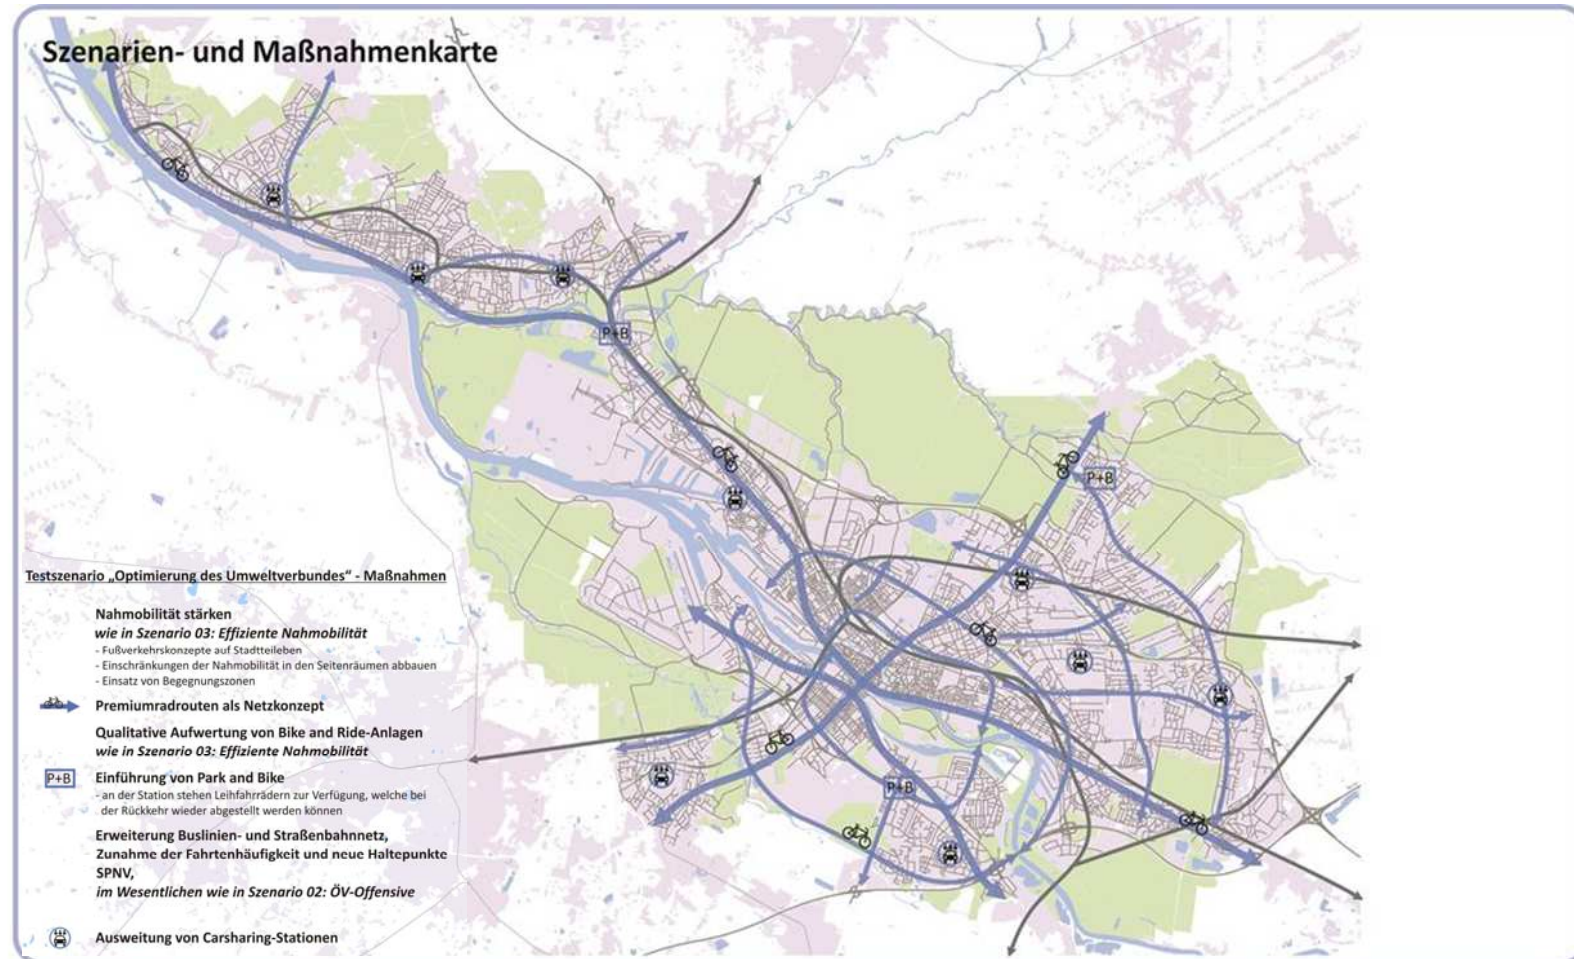 Szenarien- und Maßnahmenkarte
P+B
P+B
P+B
Testszenario „Optimierung des Umweltverbundes“ - Maßnahmen
Nahmobilität stärken
wie in Szenario 03: Effiziente Nahmobilität
- Fußverkehrskonzepte auf Stadtteileben
- Einschränkungen der Nahmobilität in den Seitenräumen abbauen
- Einsatz von Begegnungszonen
Premiumradrouten als Netzkonzept
Qualitative Aufwertung von Bike and Ride-Anlagen
wie in Szenario 03: Effiziente Nahmobilität
P+B Einführung von Park and Bike
- an der Station stehen Leihfahrrädern zur Verfügung, welche bei
der Rückkehr wieder abgestellt werden können
Erweiterung Buslinien- und Straßenbahnnetz,
Zunahme der Fahrtenhäufigkeit und neue Haltepunkte
SPNV,
im Wesentlichen wie in Szenario 02: ÖV-Offensive
Ausweitung von Carsharing-Stationen